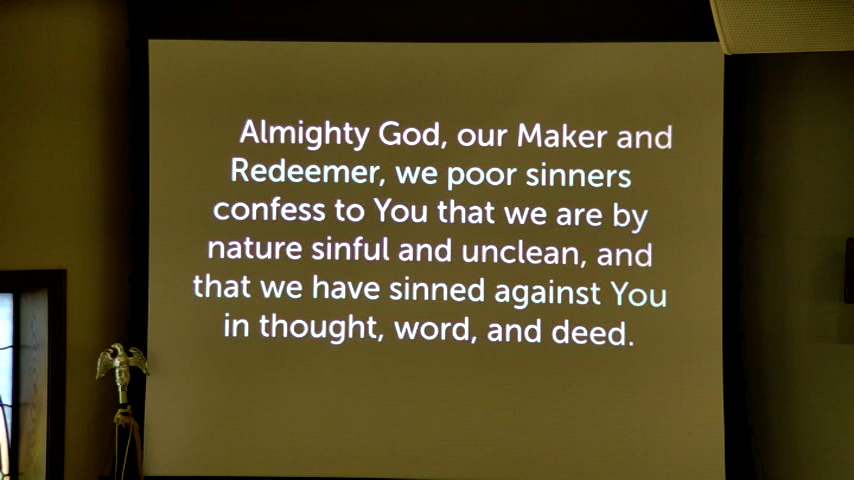 Almighty God, our Maker and
Redeemer, we poor sinners
confess to You that we are by
nature sinful and unclean, and
that we have sinned against You
in thought, word, and deed.